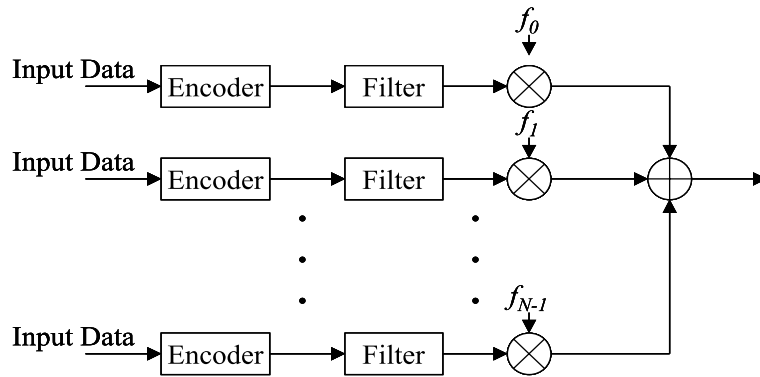 f0
Input Data
Encoder
Filter
f1
Input Data
Encoder
Filter
fN-1
Input Data
Encoder
Filter